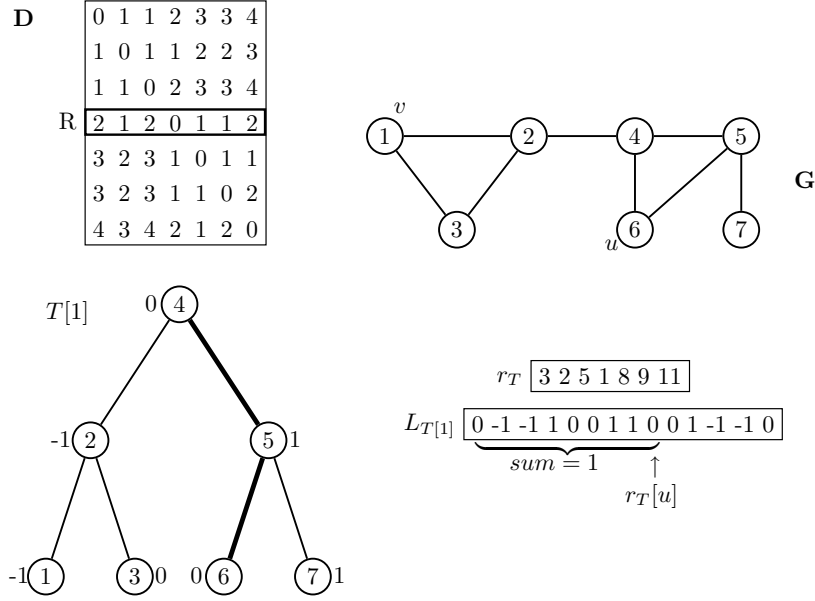 D
0 1 1 2 3 3 4
1 0 1 1 2 2 3
1 1 0 2 3 3 4
R 2 1 2 0 1 1 2
3 2 3 1 0 1 1
3 2 3 1 1 0 2
4 3 4 2 1 2 0
v
1 2 4 5
G
3 u 6 7
T[1] 0 4
-1 2 5 1
-1 1 3 0 0 6 7 1
r_T 3 2 5 1 8 9 11
L_{T[1]} 0 -1 -1 1 0 0 1 1 0 0 1 -1 -1 0
sum = 1 ↑
r_T[u]